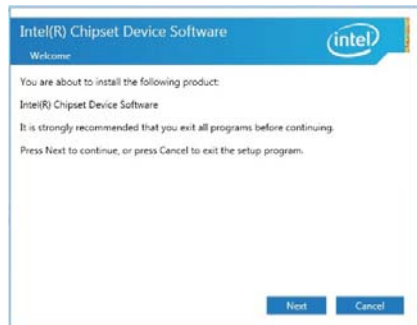 Intel(R) Chipset Device Software
Welcome
intel
You are about to install the following product:
Intel(R) Chipset Device Software
It is strongly recommended that you exit all programs before continuing.
Press Next to continue, or press Cancel to exit the setup program.
Next
Cancel